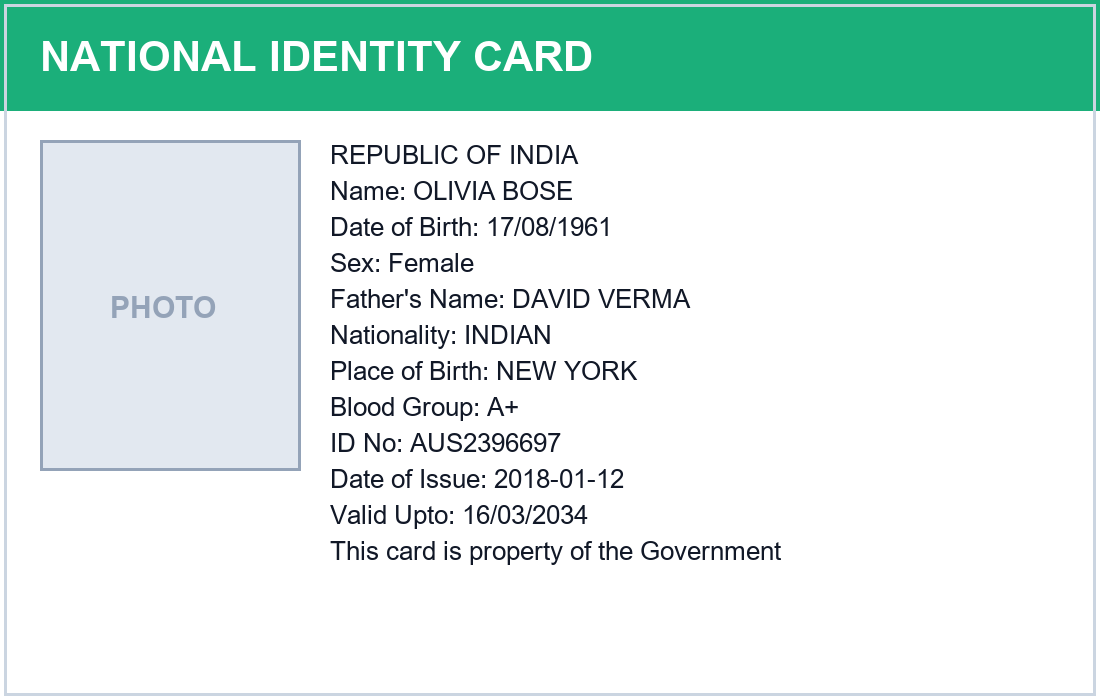 NATIONAL IDENTITY CARD
PHOTO
REPUBLIC OF INDIA
Name: OLIVIA BOSE
Date of Birth: 17/08/1961
Sex: Female
Father's Name: DAVID VERMA
Nationality: INDIAN
Place of Birth: NEW YORK
Blood Group: A+
ID No: AUS2396697
Date of Issue: 2018-01-12
Valid Upto: 16/03/2034
This card is property of the Government